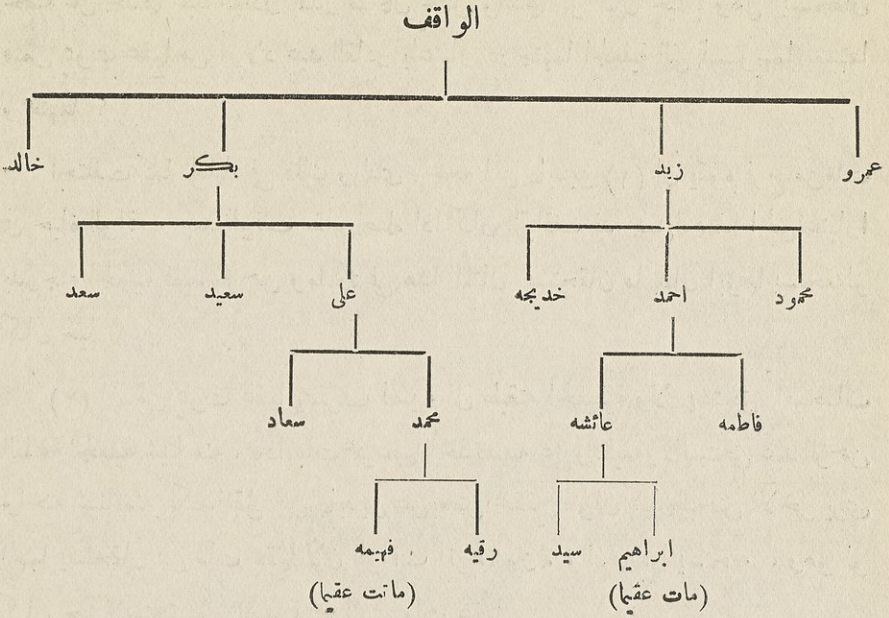 الواقف
عمرو زيد بكر خالد
محمود احمد خديجه على سعيد سعد
فاطمه عائشه محمد سعاد
ابراهيم سيد رقيه فهيمه
(مات عقيما) (ماتت عقيما)